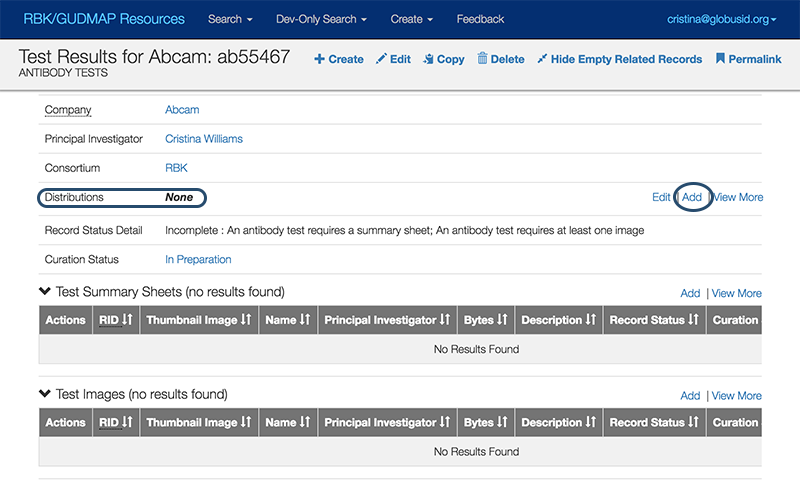 RBK/GUDMAP Resources Search Dev-Only Search Create Feedback cristina@globusid.org
Test Results for Abcam: ab55467 Create Edit Copy Delete Hide Empty Related Records Permalink
ANTIBODY TESTS
Company Abcam
Principal Investigator Cristina Williams
Consortium RBK
Distributions None Edit | Add | View More
Record Status Detail Incomplete : An antibody test requires a summary sheet; An antibody test requires at least one image
Curation Status In Preparation
Test Summary Sheets (no results found) Add | View More
Actions RID Thumbnail Image Name Principal Investigator Bytes Description Record Status Curation
No Results Found
Test Images (no results found) Add | View More
Actions RID Thumbnail Image Name Principal Investigator Bytes Description Record Status Curation
No Results Found